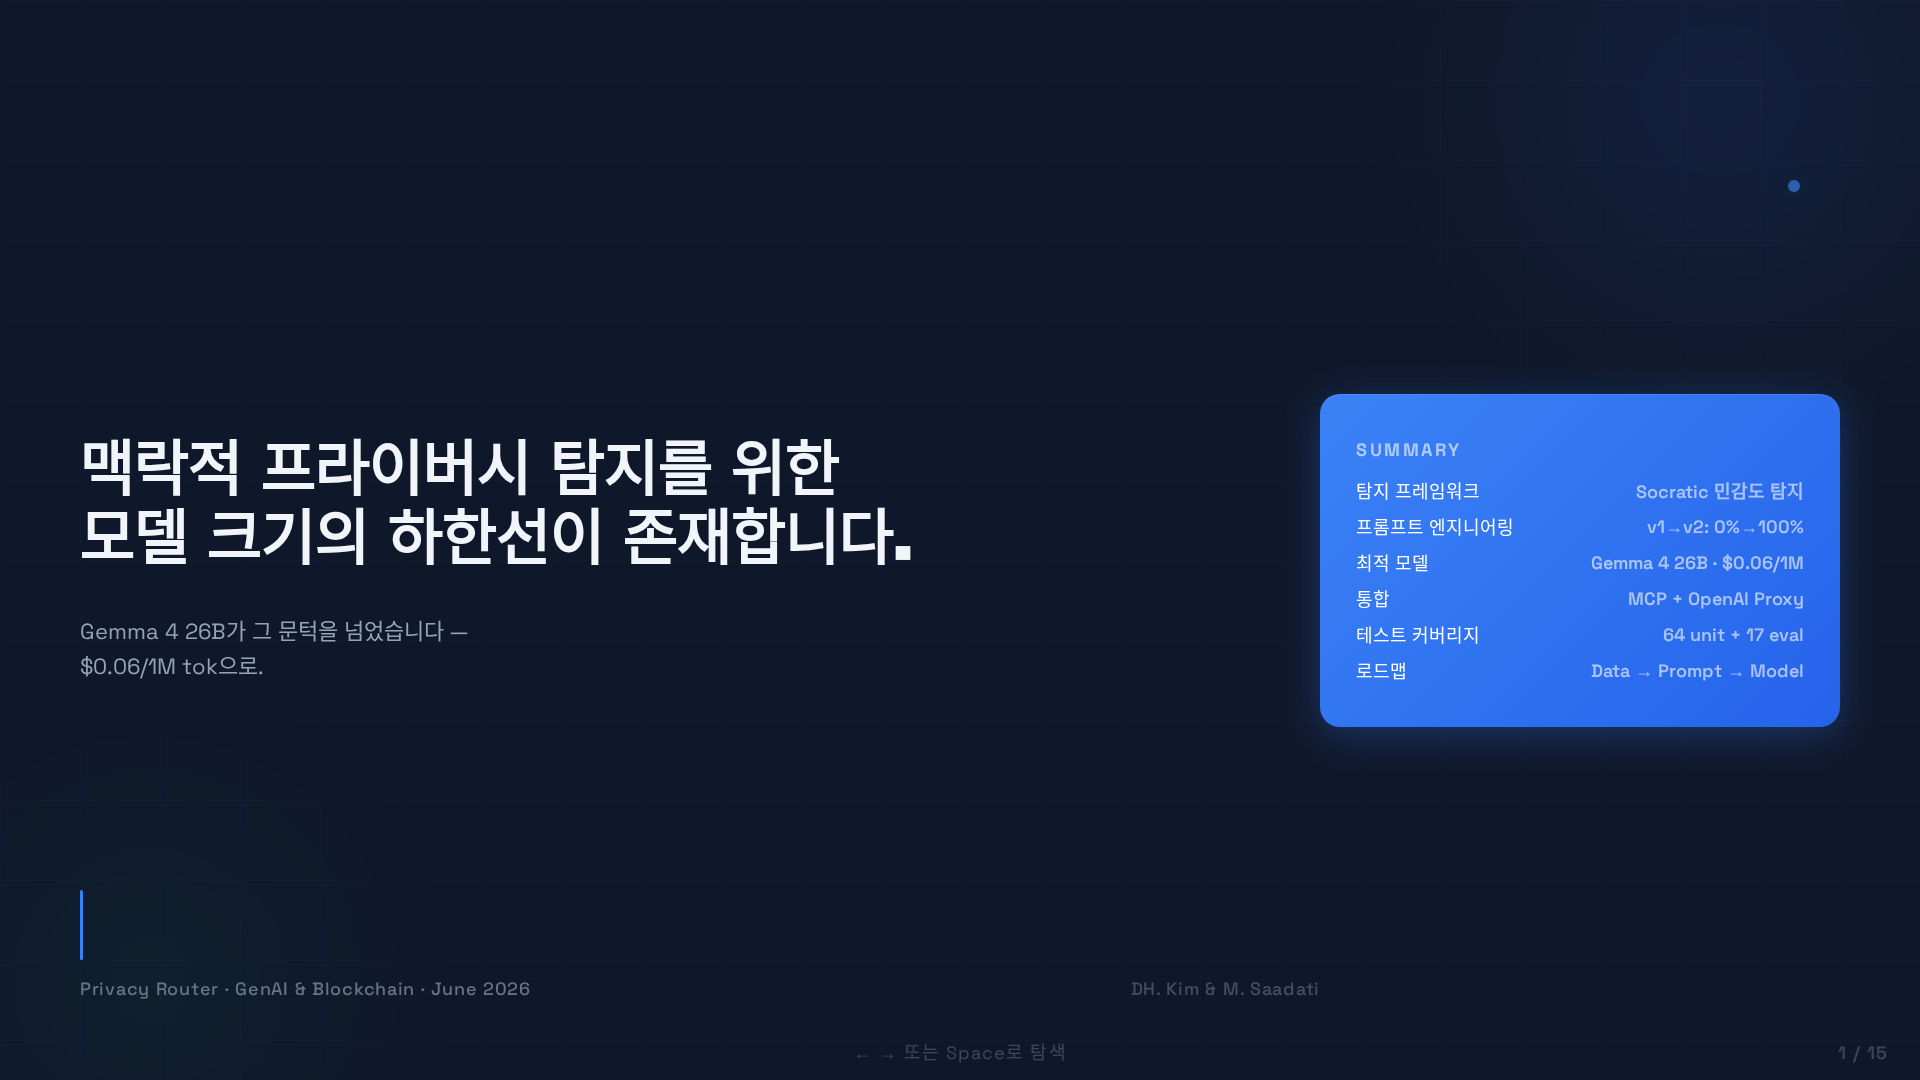 맥락적 프라이버시 탐지를 위한
모델 크기의 하한선이 존재합니다.
Gemma 4 26B가 그 문턱을 넘었습니다 —
$0.06/1M tok으로.
SUMMARY
탐지 프레임워크 Socratic 민감도 탐지
프롬프트 엔지니어링 v1→v2: 0%→100%
최적 모델 Gemma 4 26B · $0.06/1M
통합 MCP + OpenAI Proxy
테스트 커버리지 64 unit + 17 eval
로드맵 Data → Prompt → Model
Privacy Router · GenAI & Blockchain · June 2026
DH. Kim & M. Saadati
← → 또는 Space로 탐색
1 / 15